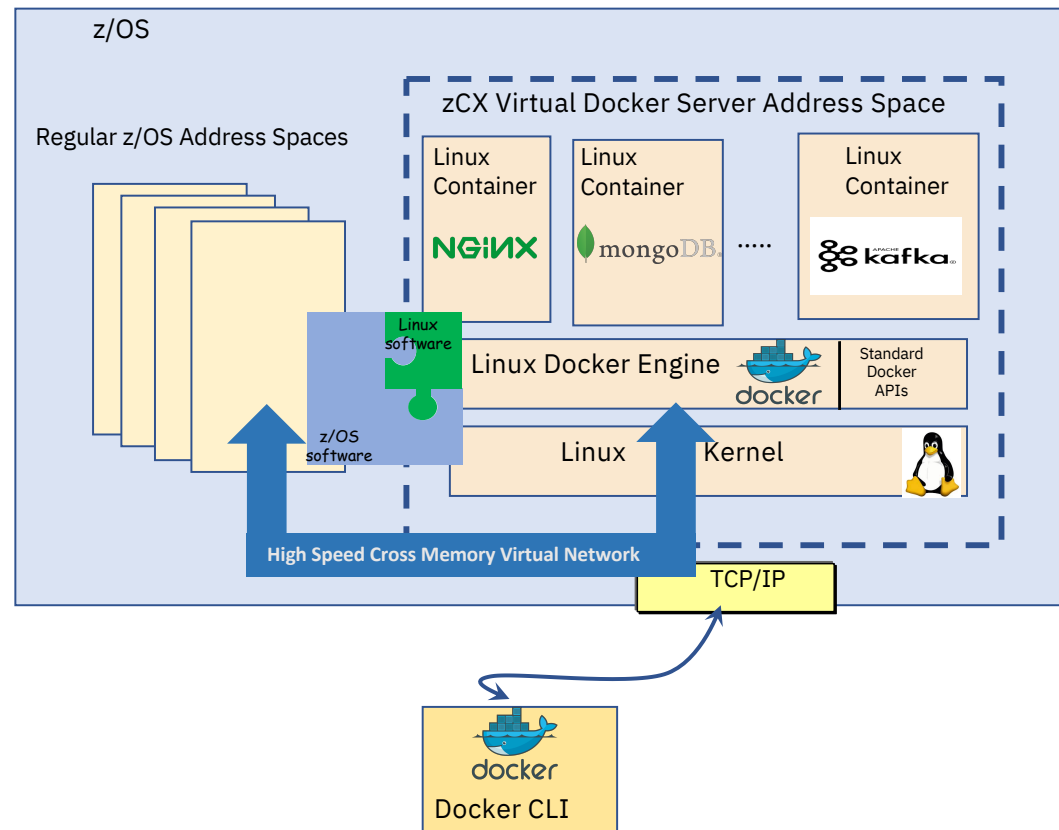 z/OS
zCX Virtual Docker Server Address Space
Regular z/OS Address Spaces
Linux
Container
NGINX
Linux
Container
mongoDB®
.....
Linux
Container
APACHE
kafka®
Linux
software
z/OS
software
Linux Docker Engine
docker
Standard
Docker
APIs
Linux Kernel
High Speed Cross Memory Virtual Network
TCP/IP
docker
Docker CLI